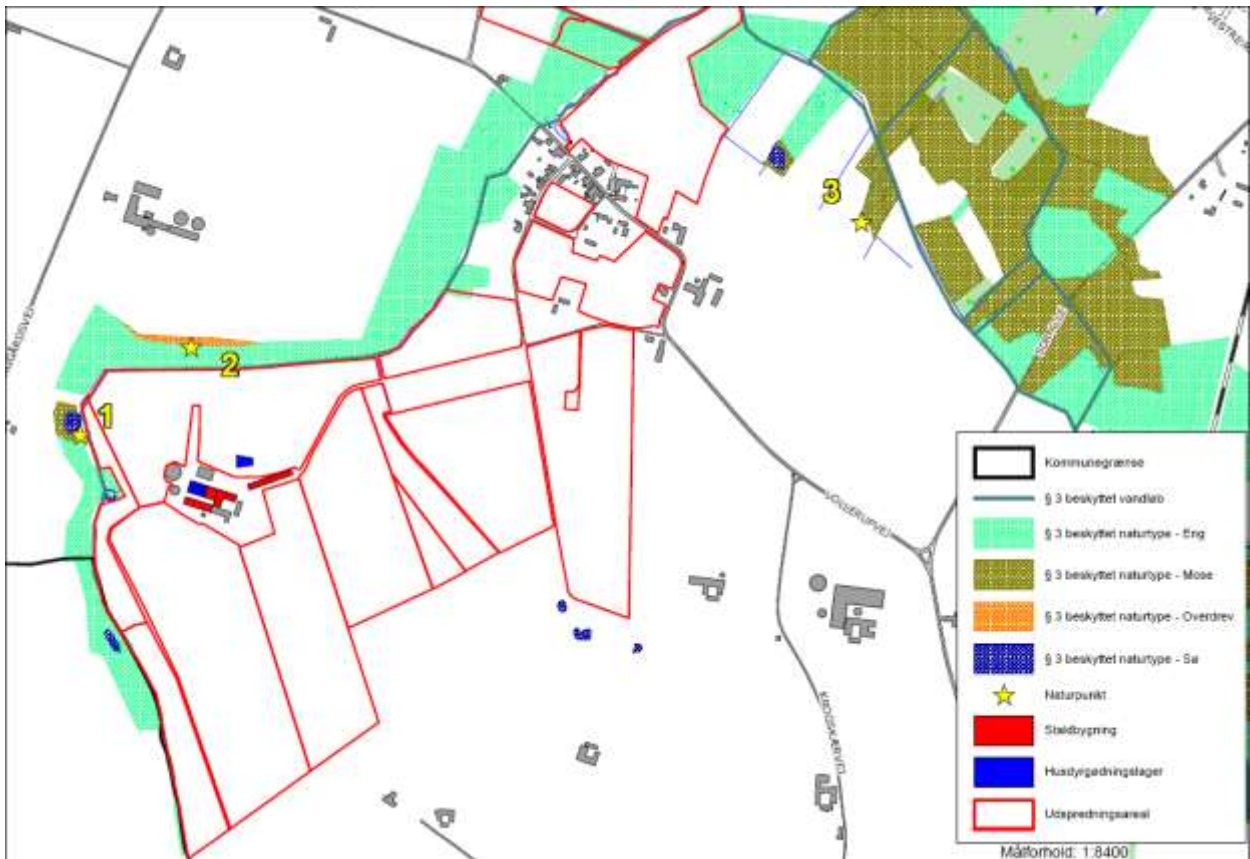 3
2
1
KROGSKÆRVEJ
Kommunegrænse
§ 3 beskyttet vandløb
§ 3 beskyttet naturtype - Eng
§ 3 beskyttet naturtype - Mose
§ 3 beskyttet naturtype - Overdrev
§ 3 beskyttet naturtype - Sø
Naturpunkt
Staldbygning
Husdyrgødningslager
Udspredningsareal
Målforhold: 1:8400